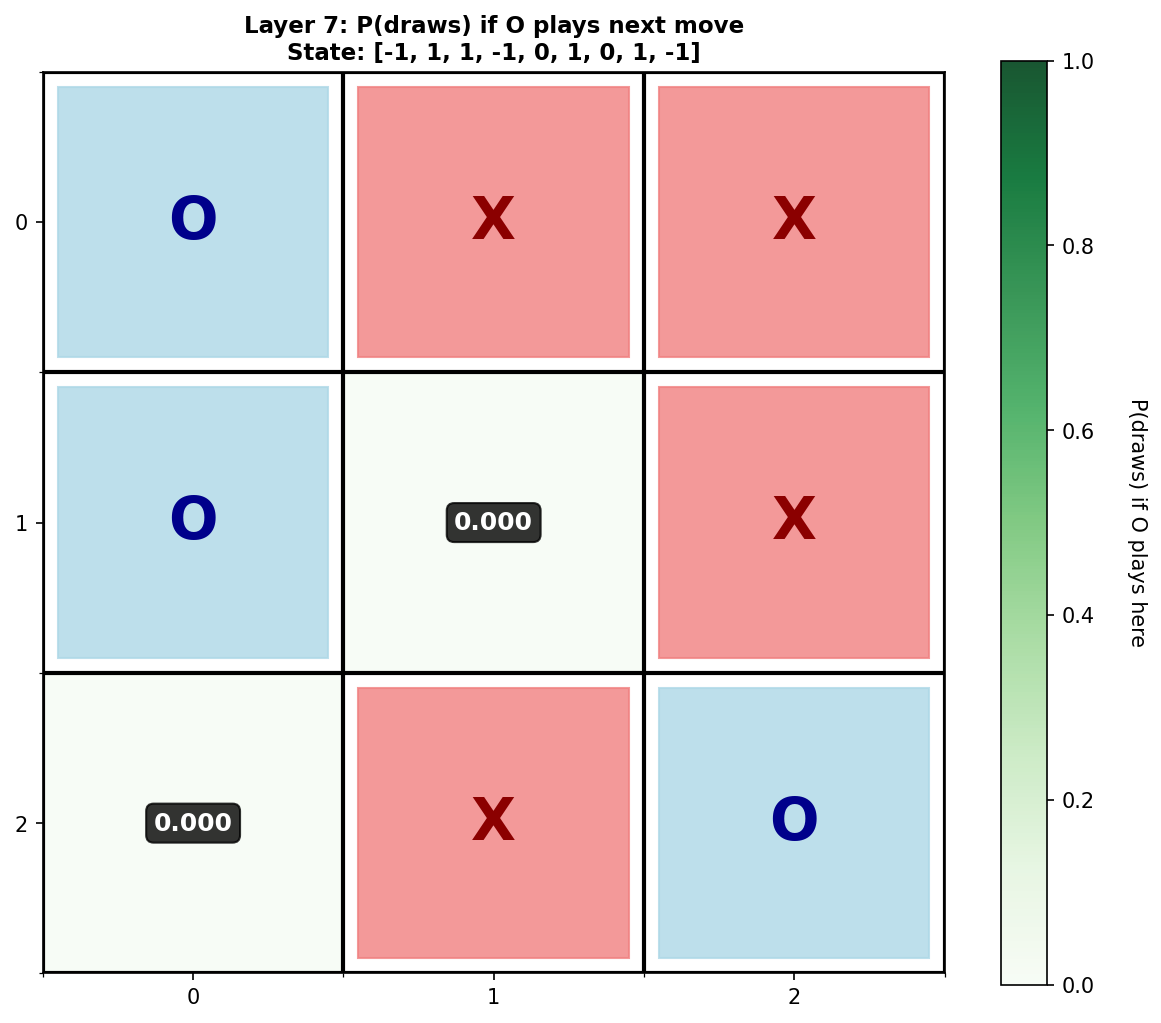 Layer 7: P(draws) if O plays next move
State: [-1, 1, 1, -1, 0, 1, 0, 1, -1]
0
O
X
X
1
O
0.000
X
2
0.000
X
O
0
1
2
1.0
0.8
0.6
0.4
0.2
0.0
P(draws) if O plays here